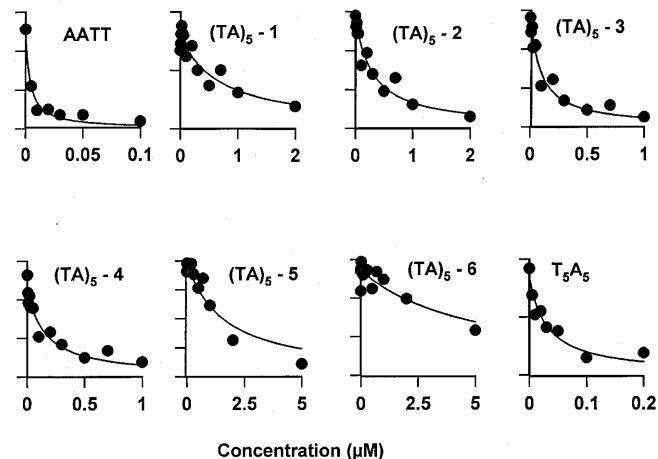 AATT
(TA)5 - 1
(TA)5 - 2
(TA)5 - 3
0 0.05 0.1
0 1 2
0 1 2
0 0.5 1
(TA)5 - 4
(TA)5 - 5
(TA)5 - 6
T5A5
0 0.5 1
0 2.5 5
0 2.5 5
0 0.1 0.2
Concentration (µM)